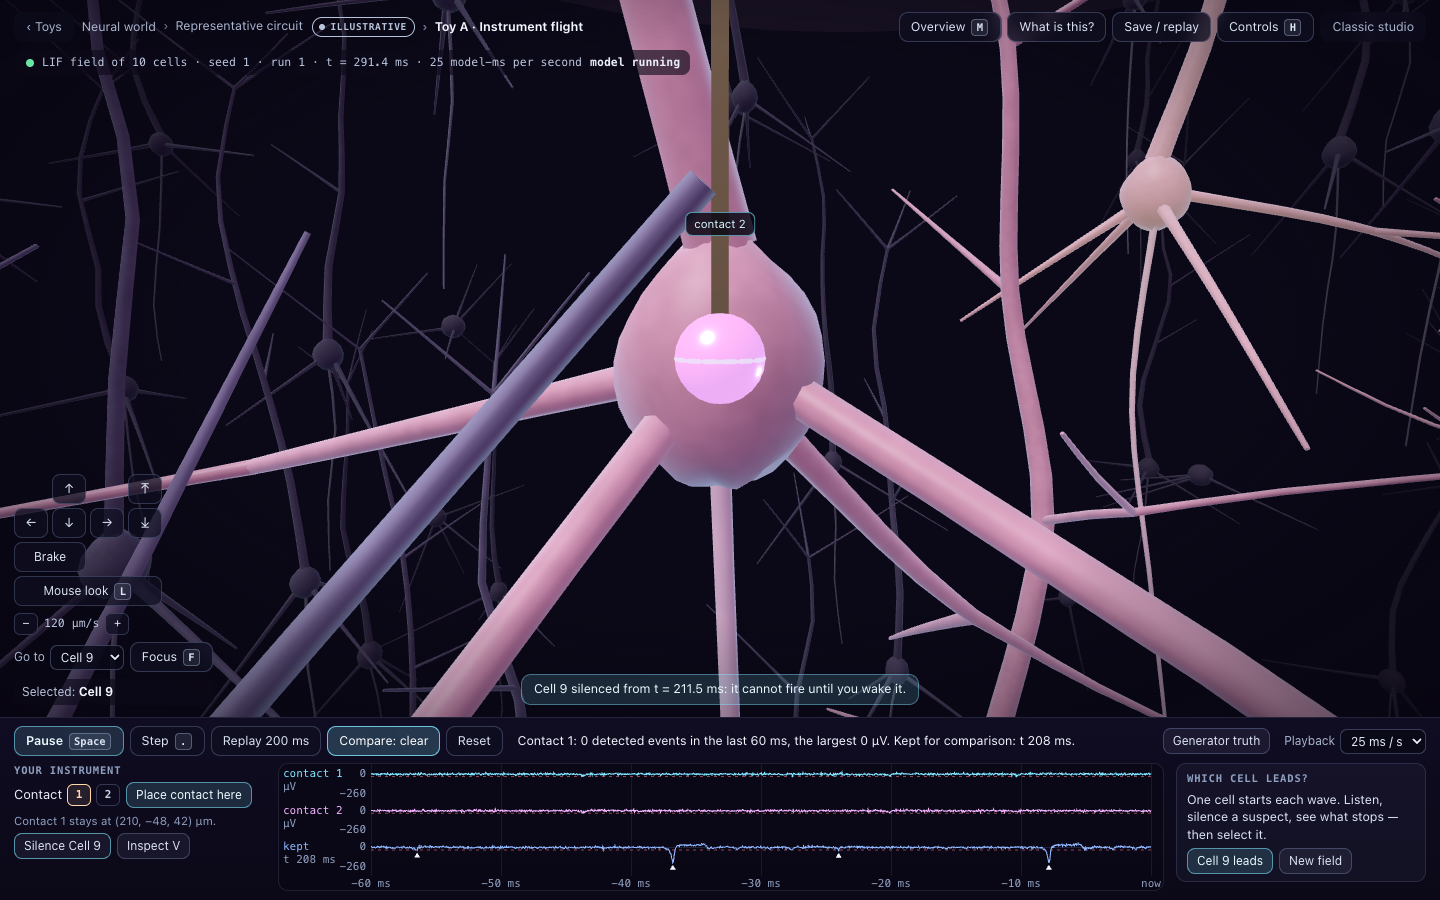 ‹ Toys Neural world › Representative circuit ILLUSTRATIVE › Toy A · Instrument flight
Overview M What is this? Save / replay Controls H Classic studio
LIF field of 10 cells · seed 1 · run 1 · t = 291.4 ms · 25 model-ms per second model running
contact 2
↑ ⤒
← ↓ → ⤓
Brake
Mouse look L
− 120 µm/s +
Go to Cell 9 Focus F
Selected: Cell 9
Cell 9 silenced from t = 211.5 ms: it cannot fire until you wake it.
Pause Space Step . Replay 200 ms Compare: clear Reset Contact 1: 0 detected events in the last 60 ms, the largest 0 µV. Kept for comparison: t 208 ms. Generator truth Playback 25 ms / s
YOUR INSTRUMENT
Contact 1 2 Place contact here
Contact 1 stays at (210, −48, 42) µm.
Silence Cell 9 Inspect V
contact 1 0
µV −260
contact 2 0
µV −260
kept 0
t 208 ms −260
−60 ms −50 ms −40 ms −30 ms −20 ms −10 ms now
WHICH CELL LEADS?
One cell starts each wave. Listen,
silence a suspect, see what stops —
then select it.
Cell 9 leads New field